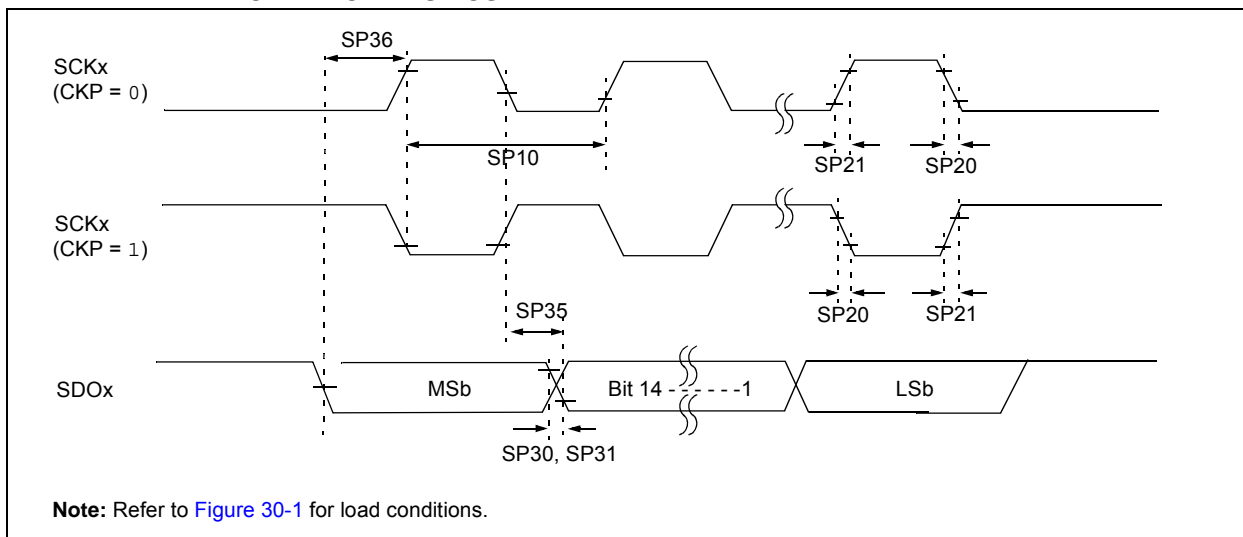 SP36
SCKx
(CKP = 0)
SP10
SP21
SP20
SCKx
(CKP = 1)
SP35
SP20
SP21
SDOx
MSb
Bit 14 - - - - - -1
LSb
SP30, SP31
Note: Refer to Figure 30-1 for load conditions.